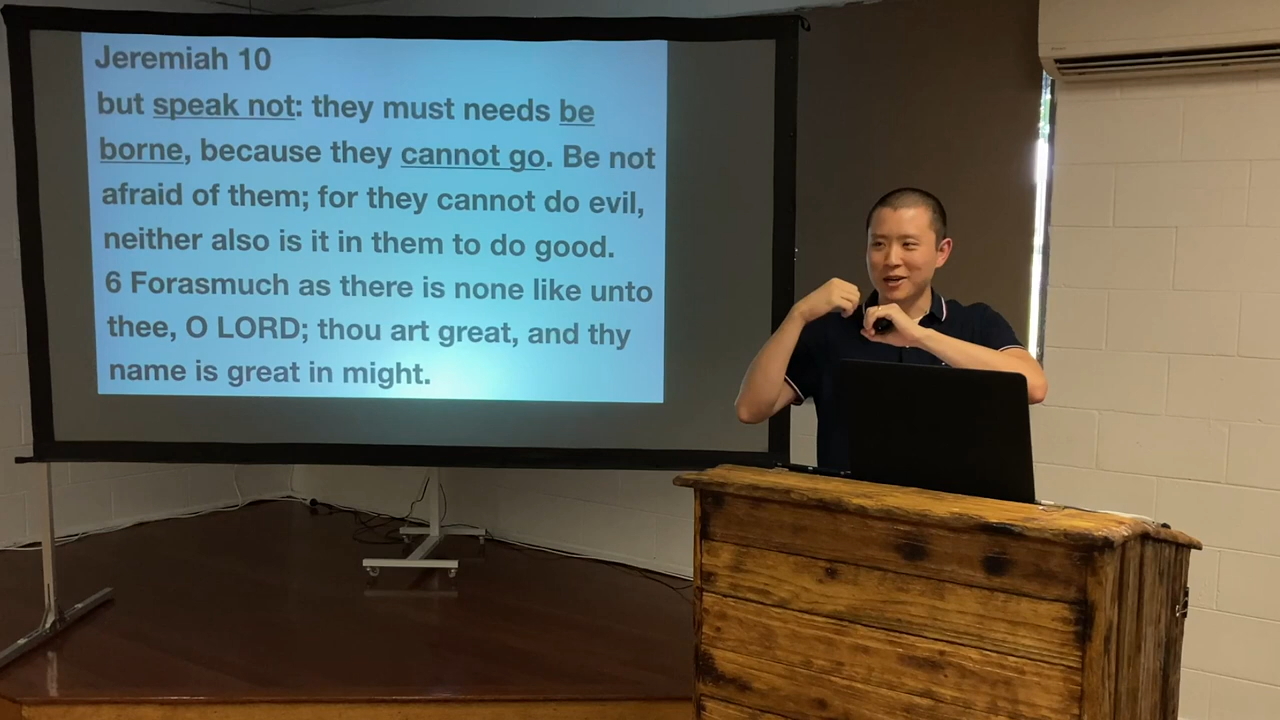 Jeremiah 10
but speak not: they must needs be
borne, because they cannot go. Be not
afraid of them; for they cannot do evil,
neither also is it in them to do good.
6 Forasmuch as there is none like unto
thee, O LORD; thou art great, and thy
name is great in might.